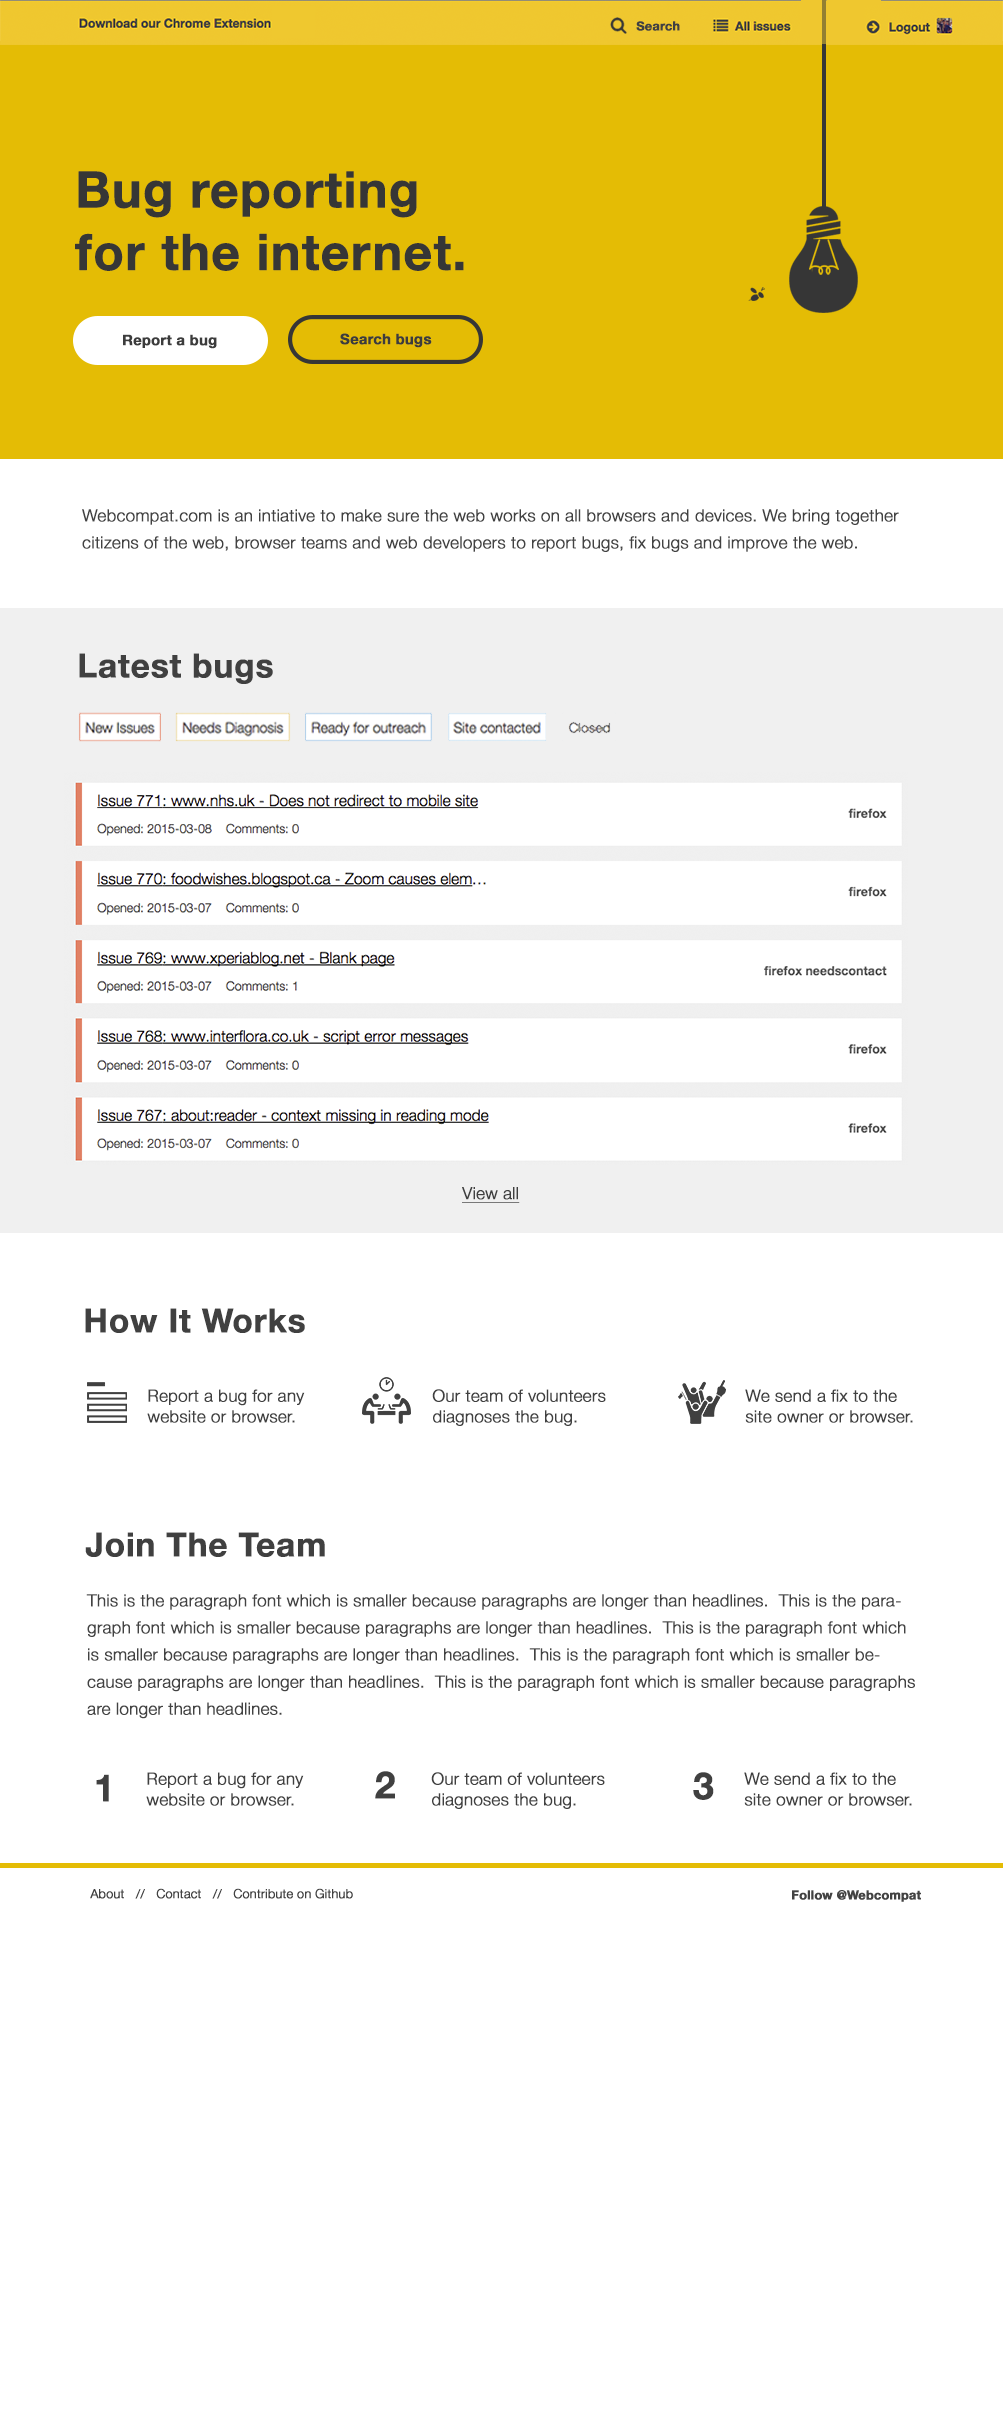 Download our Chrome Extension
Search
All issues
Logout
Bug reporting
for the internet.
Report a bug
Search bugs
Webcompat.com is an intiative to make sure the web works on all browsers and devices. We bring together
citizens of the web, browser teams and web developers to report bugs, fix bugs and improve the web.
Latest bugs
New Issues
Needs Diagnosis
Ready for outreach
Site contacted
Closed
Issue 771: www.nhs.uk - Does not redirect to mobile site
Opened: 2015-03-08 Comments: 0
firefox
Issue 770: foodwishes.blogspot.ca - Zoom causes elem...
Opened: 2015-03-07 Comments: 0
firefox
Issue 769: www.xperiablog.net - Blank page
Opened: 2015-03-07 Comments: 1
firefox needscontact
Issue 768: www.interflora.co.uk - script error messages
Opened: 2015-03-07 Comments: 0
firefox
Issue 767: about:reader - context missing in reading mode
Opened: 2015-03-07 Comments: 0
firefox
View all
How It Works
Report a bug for any
website or browser.
Our team of volunteers
diagnoses the bug.
We send a fix to the
site owner or browser.
Join The Team
This is the paragraph font which is smaller because paragraphs are longer than headlines.  This is the para-
graph font which is smaller because paragraphs are longer than headlines.  This is the paragraph font which
is smaller because paragraphs are longer than headlines.  This is the paragraph font which is smaller be-
cause paragraphs are longer than headlines.  This is the paragraph font which is smaller because paragraphs
are longer than headlines.
1
Report a bug for any
website or browser.
2
Our team of volunteers
diagnoses the bug.
3
We send a fix to the
site owner or browser.
About // Contact // Contribute on Github
Follow @Webcompat